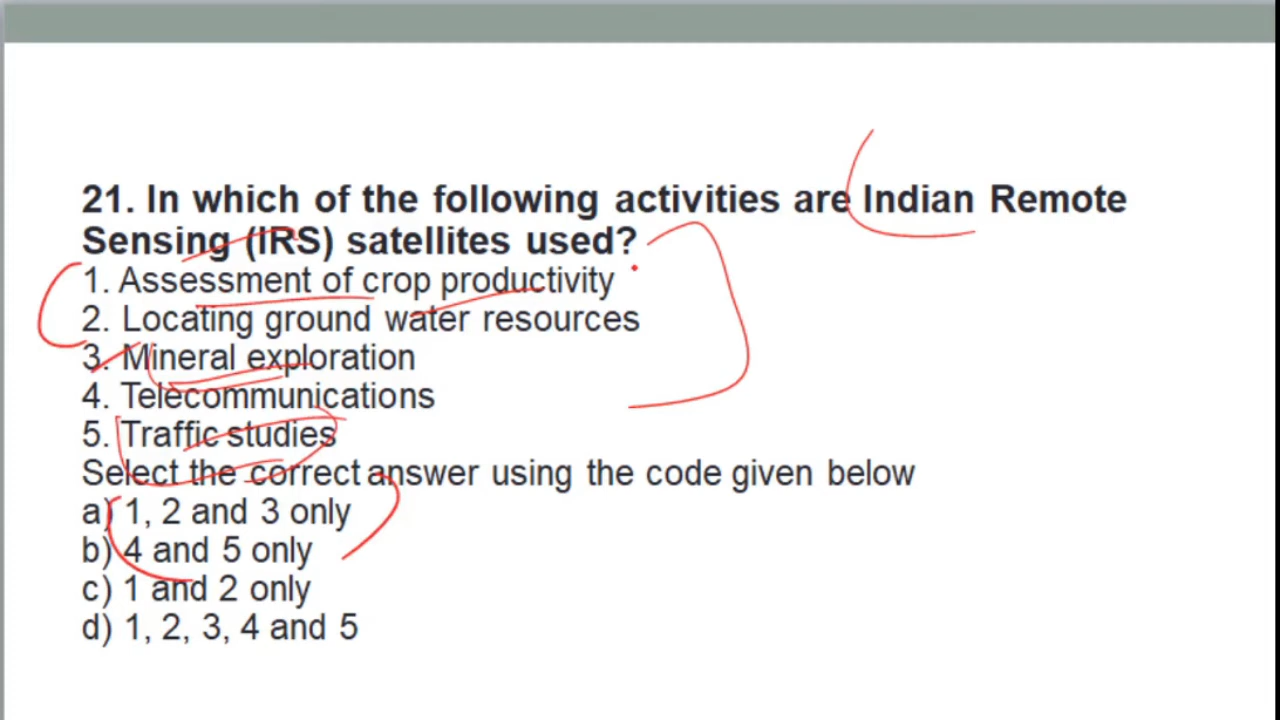 21. In which of the following activities are Indian Remote
Sensing (IRS) satellites used?
1. Assessment of crop productivity
2. Locating ground water resources
3. Mineral exploration
4. Telecommunications
5. Traffic studies
Select the correct answer using the code given below
a) 1, 2 and 3 only
b) 4 and 5 only
c) 1 and 2 only
d) 1, 2, 3, 4 and 5